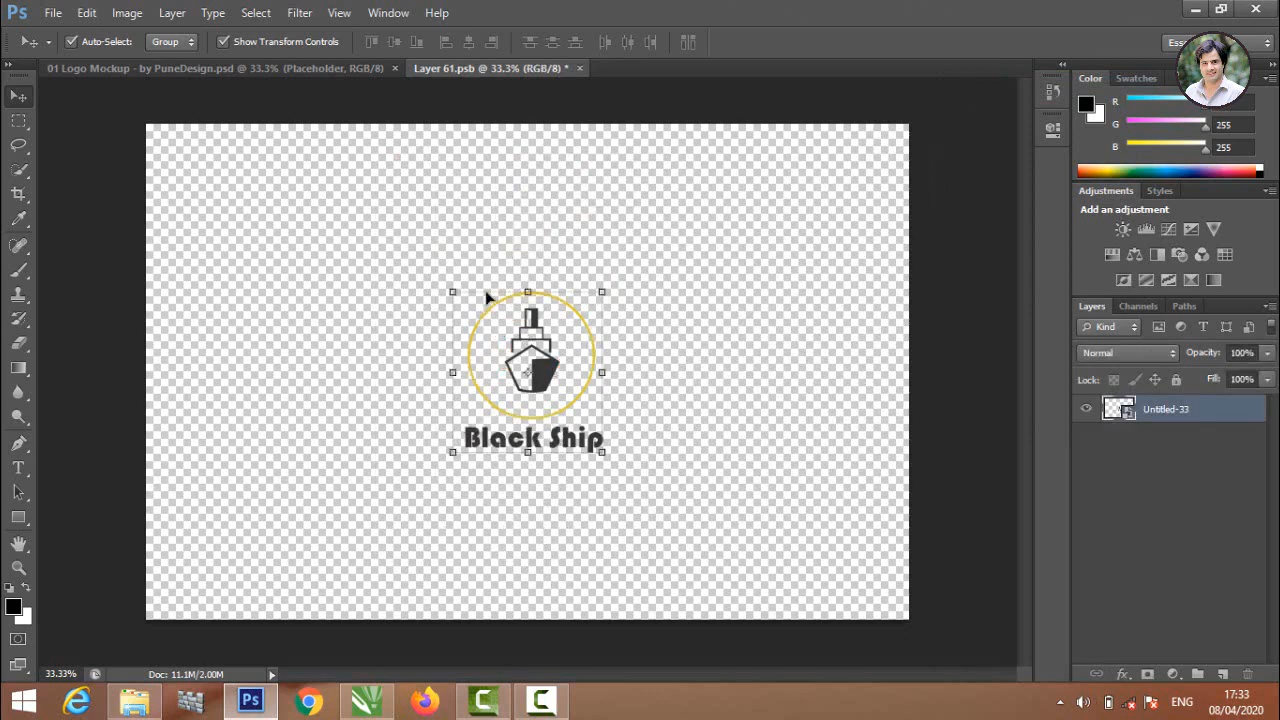 Ps File Edit Image Layer Type Select Filter View Window Help
Auto-Select: Group Show Transform Controls
01 Logo Mockup - by PuneDesign.psd @ 33.3% (Placeholder, RGB/8) × Layer 61.psb @ 33.3% (RGB/8) * ×
Color Swatches
R
G 255
B 255
Adjustments Styles
Add an adjustment
Layers Channels Paths
Kind
Normal Opacity: 100%
Lock: Fill: 100%
Untitled-33
Black Ship
33.33% Doc: 11.1M/2.00M
Ps
ENG
17:33
08/04/2020